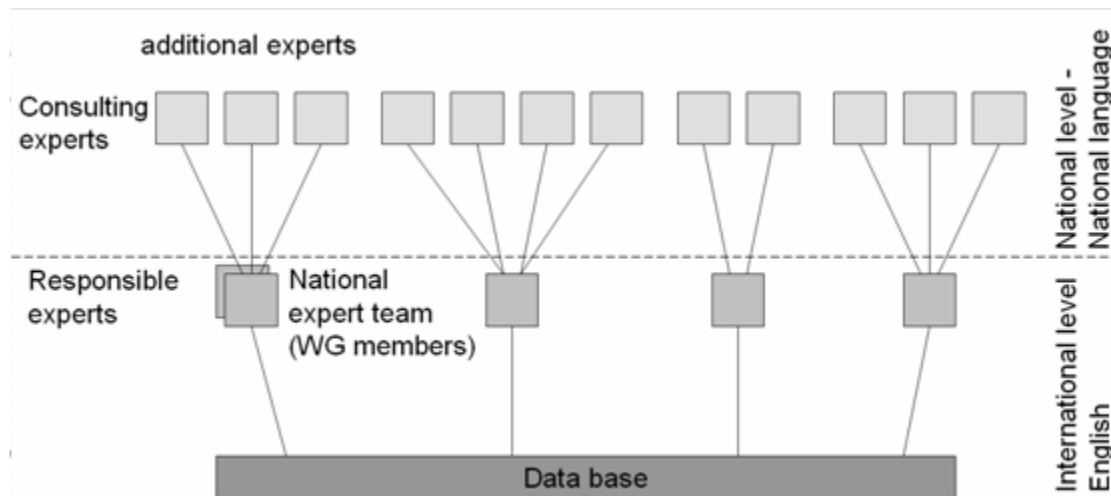 additional experts
Consulting
experts
Responsible
experts
National
expert team
(WG members)
Data base
National level -
National language
International level
English